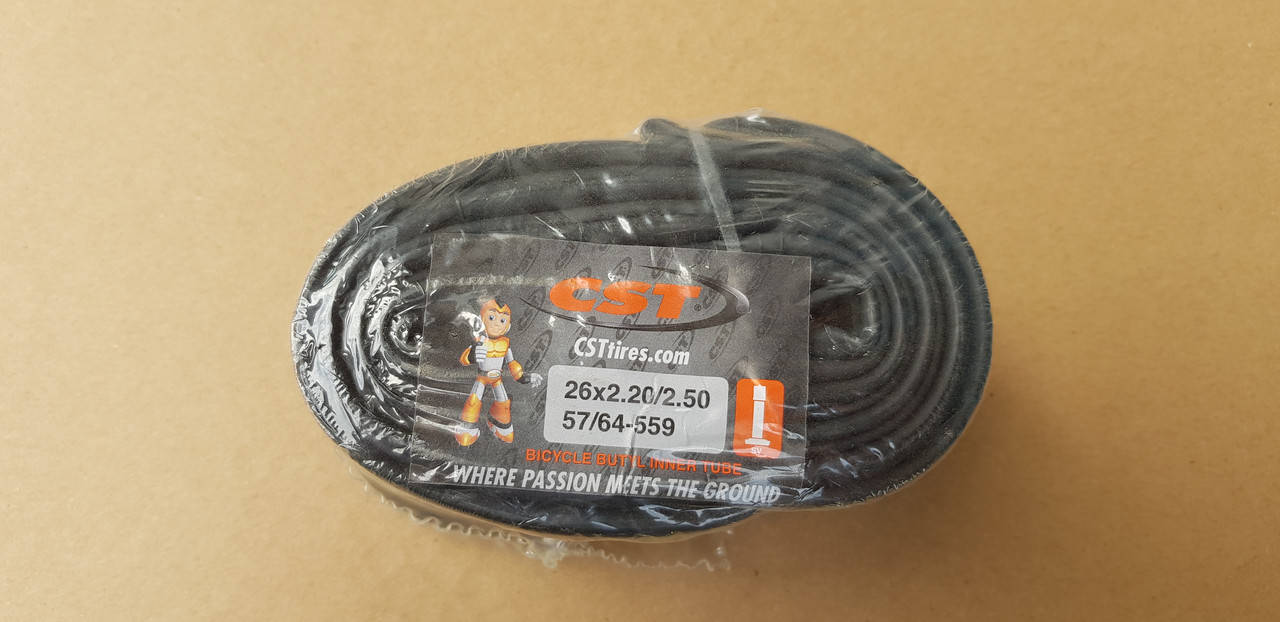 CST
CSTtires.com
26x2.20/2.50
57/64-559
SV
BICYCLE BUTYL INNER TUBE
WHERE PASSION MEETS THE GROUND